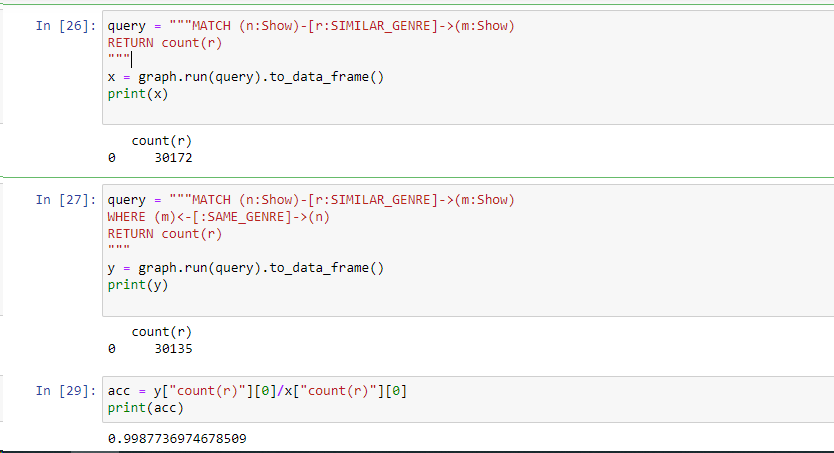 In [26]: query = """MATCH (n:Show)-[r:SIMILAR_GENRE]->(m:Show)
RETURN count(r)
"""
x = graph.run(query).to_data_frame()
print(x)
count(r)
0 30172
In [27]: query = """MATCH (n:Show)-[r:SIMILAR_GENRE]->(m:Show)
WHERE (m)<-[:SAME_GENRE]->(n)
RETURN count(r)
"""
y = graph.run(query).to_data_frame()
print(y)
count(r)
0 30135
In [29]: acc = y["count(r)"][0]/x["count(r)"][0]
print(acc)
0.9987736974678509